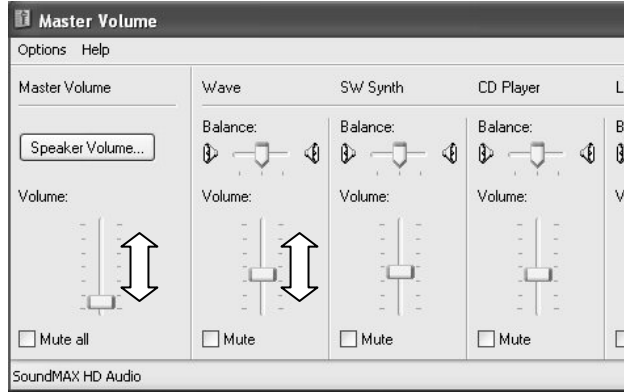 Master Volume
Options Help
Master Volume
Wave
SW Synth
CD Player
L
Speaker Volume...
Balance:
Balance:
Balance:
B
Volume:
Volume:
Volume:
Volume:
V
Mute all
Mute
Mute
Mute
SoundMAX HD Audio